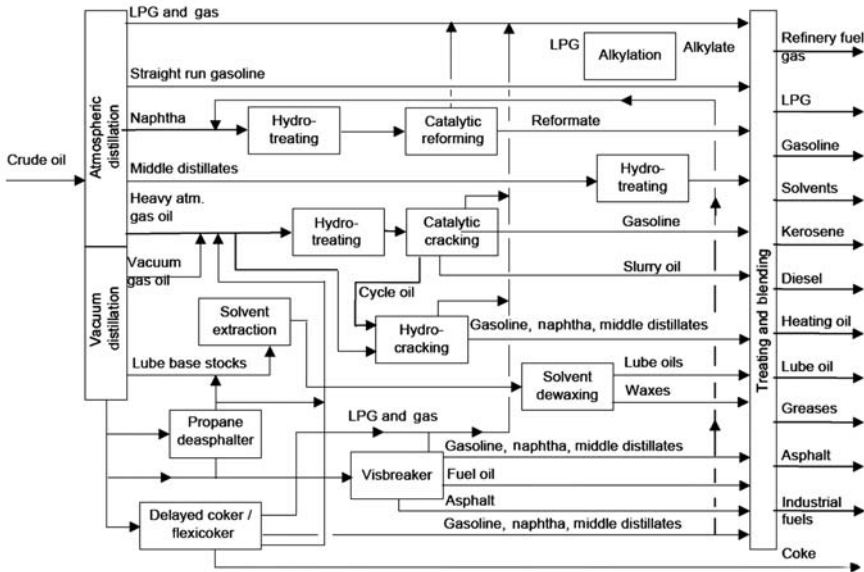 LPG and gas
LPG
Alkylation
Alkylate
Refinery fuel
gas
Straight run gasoline
LPG
Naphtha
Hydro-
treating
Catalytic
reforming
Reformate
Gasoline
Crude oil
Atmospheric
distillation
Middle distillates
Hydro-
treating
Solvents
Heavy atm.
gas oil
Hydro-
treating
Catalytic
cracking
Gasoline
Kerosene
Vacuum
gas oil
Slurry oil
Diesel
Cycle oil
Vacuum
distillation
Solvent
extraction
Hydro-
cracking
Gasoline, naphtha, middle distillates
Treating and blending
Heating oil
Lube base stocks
Solvent
dewaxing
Lube oils
Waxes
Lube oil
Greases
Propane
deasphalter
LPG and gas
Gasoline, naphtha, middle distillates
Asphalt
Visbreaker
Fuel oil
Asphalt
Industrial
fuels
Delayed coker /
flexicoker
Gasoline, naphtha, middle distillates
Coke